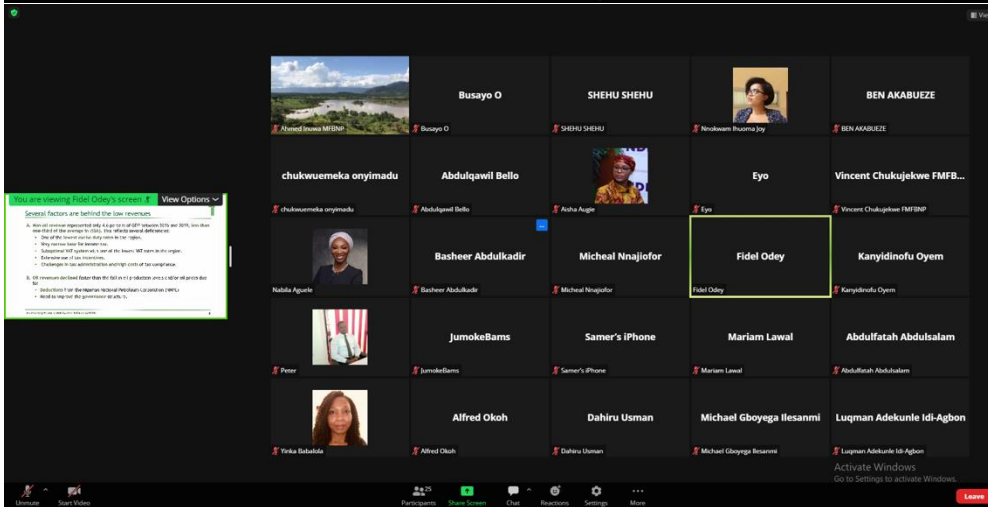 View
Ahmed Inuwa MFBNP
Busayo O
Busayo O
SHEHU SHEHU
SHEHU SHEHU
Nnokwam Ihuoma Joy
BEN AKABUEZE
BEN AKABUEZE
chukwuemeka onyimadu
chukwuemeka onyimadu
Abdulqawil Bello
Abdulqawil Bello
Aisha Augie
Eyo
Eyo
Vincent Chukujekwe FMFB...
Vincent Chukujekwe FMFBNP
You are viewing Fidel Odey's screen
View Options
Several factors are behind the low revenues
Nabila Aguele
Basheer Abdulkadir
Basheer Abdulkadir
Micheal Nnajiofor
Micheal Nnajiofor
Fidel Odey
Fidel Odey
Kanyidinofu Oyem
Kanyidinofu Oyem
Peter
JumokeBams
JumokeBams
Samer's iPhone
Samer's iPhone
Mariam Lawal
Mariam Lawal
Abdulfatah Abdulsalam
Abdulfatah Abdulsalam
Yinka Babalola
Alfred Okoh
Alfred Okoh
Dahiru Usman
Dahiru Usman
Michael Gboyega Ilesanmi
Michael Gboyega Ilesanmi
Luqman Adekunle Idi-Agbon
Luqman Adekunle Idi-Agbon
Activate Windows
Go to Settings to activate Windows.
Unmute
Start Video
25
Participants
Share Screen
Chat
Reactions
Settings
More
Leave